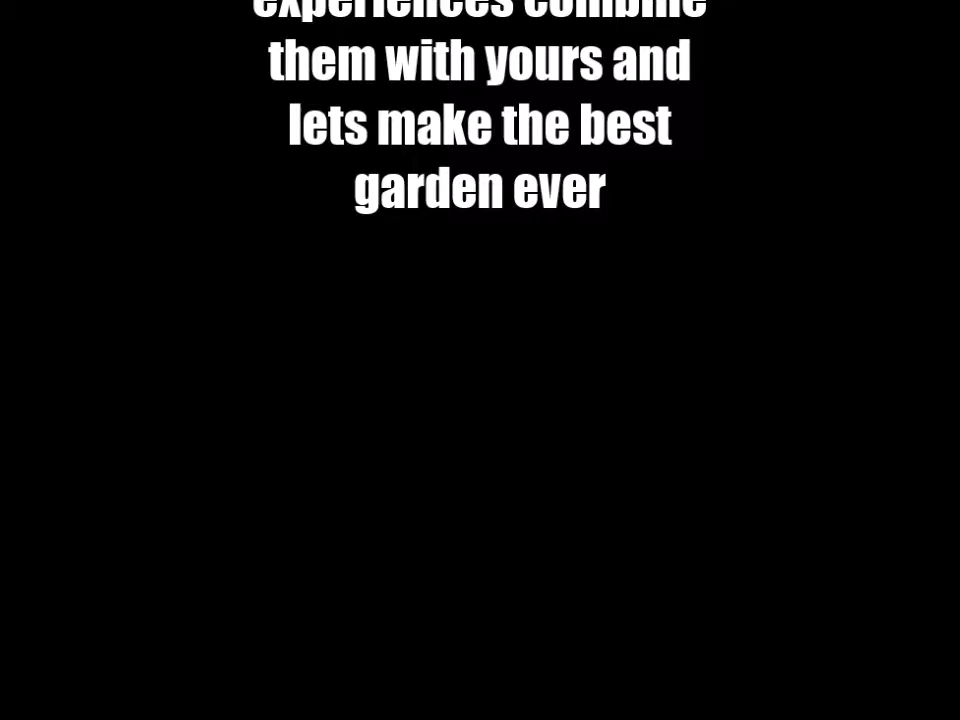 experiences combine
them with yours and
lets make the best
garden ever